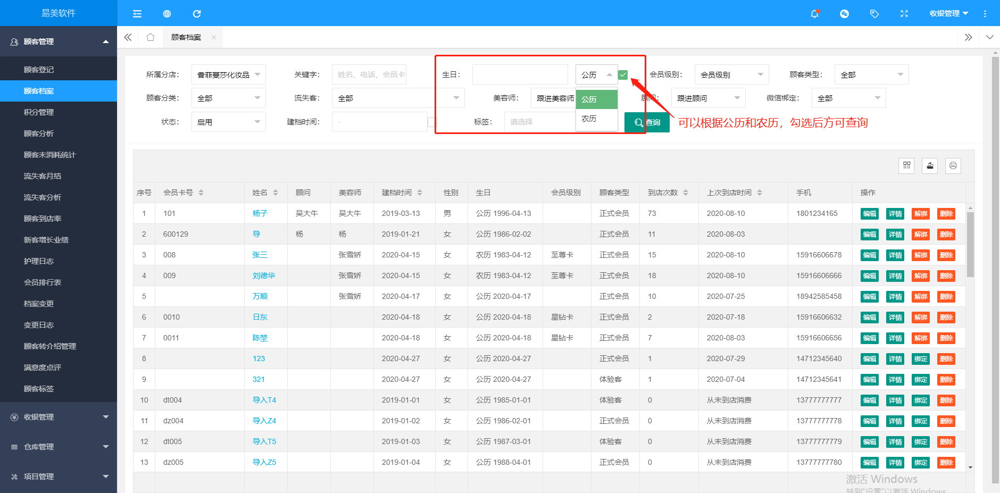 易美软件
收银管理
顾客管理
顾客登记
顾客档案
积分管理
顾客分析
顾客未消耗统计
流失客月结
流失客分析
顾客到店率
新客增长业绩
护理日志
会员排行表
档案变更
变更日志
顾客转介绍管理
满意度点评
顾客标签
收银管理
仓库管理
项目管理
顾客档案
所属分店: 香菲蔓莎化妆品 关键字: 姓名、电话、会员卡 生日: 公历 会员级别: 会员级别 顾客类型: 全部
顾客分类: 全部 流失客: 全部 美容师: 跟进美容师 公历 顾问: 跟进顾问 微信绑定: 全部
状态: 启用 建档时间: - 标签: 请选择 农历 查询 可以根据公历和农历，勾选后方可查询
序号 会员卡号 姓名 顾问 美容师 建档时间 性别 生日 会员级别 顾客类型 到店次数 上次到店时间 手机 操作
1 101 杨子 吴大牛 吴大牛 2019-03-13 男 公历 1996-04-13 正式会员 73 2020-08-10 1801234165 编辑 详情 解绑 删除
2 600129 导 杨 杨 2019-01-21 女 公历 1986-02-02 正式会员 11 2020-08-03 编辑 详情 解绑 删除
3 008 张三 张雪娇 2020-04-15 女 农历 1983-04-12 至尊卡 正式会员 15 2020-08-10 15916606678 编辑 详情 解绑 删除
4 009 刘德华 张雪娇 2020-04-15 女 农历 1983-04-12 至尊卡 正式会员 18 2020-08-10 15916606666 编辑 详情 解绑 删除
5 万顺 张雪娇 2020-04-17 女 公历 2020-04-17 正式会员 10 2020-07-25 18942585458 编辑 详情 解绑 删除
6 0010 日东 2020-04-18 女 公历 2020-04-18 星钻卡 正式会员 2 2020-07-18 15916606632 编辑 详情 解绑 删除
7 0011 陈埜 2020-04-18 女 公历 2020-04-18 星钻卡 正式会员 7 2020-08-03 15916606656 编辑 详情 解绑 删除
8 123 2020-04-27 女 公历 2020-04-27 正式会员 1 2020-07-29 14712345640 编辑 详情 绑定 删除
9 321 2020-04-27 女 公历 2020-04-27 体验客 1 2020-07-04 14712345641 编辑 详情 绑定 删除
10 dt004 导入T4 2019-01-01 女 公历 1985-01-01 体验客 0 从未到店消费 13777777777 编辑 详情 绑定 删除
11 dz004 导入Z4 2019-01-02 女 公历 1986-02-01 正式会员 0 从未到店消费 13777777778 编辑 详情 绑定 删除
12 dt005 导入T5 2019-01-03 女 公历 1987-03-01 体验客 0 从未到店消费 13777777779 编辑 详情 绑定 删除
13 dz005 导入Z5 2019-01-04 女 公历 1988-04-01 正式会员 0 从未到店消费 13777777780 编辑 详情 绑定 删除
激活 Windows
转到"设置"以激活 Windows